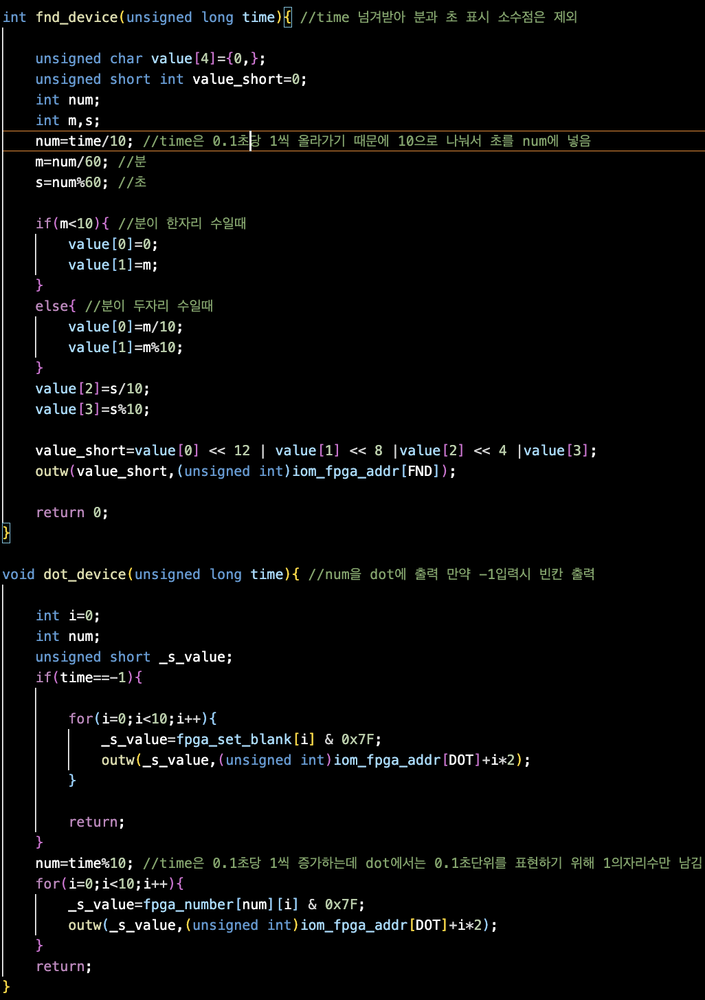 int fnd_device(unsigned long time){ //time 넘겨받아 분과 초 표시 소수점은 제외
unsigned char value[4]={0,};
unsigned short int value_short=0;
int num;
int m,s;
num=time/10; //time은 0.1초당 1씩 올라가기 때문에 10으로 나눠서 초를 num에 넣음
m=num/60; //분
s=num%60; //초
if(m<10){ //분이 한자리 수일때
value[0]=0;
value[1]=m;
}
else{ //분이 두자리 수일때
value[0]=m/10;
value[1]=m%10;
}
value[2]=s/10;
value[3]=s%10;
value_short=value[0] << 12 | value[1] << 8 |value[2] << 4 |value[3];
outw(value_short,(unsigned int)iom_fpga_addr[FND]);
return 0;
}
void dot_device(unsigned long time){ //num을 dot에 출력 만약 -1입력시 빈칸 출력
int i=0;
int num;
unsigned short _s_value;
if(time==-1){
for(i=0;i<10;i++){
_s_value=fpga_set_blank[i] & 0x7F;
outw(_s_value,(unsigned int)iom_fpga_addr[DOT]+i*2);
}
return;
}
num=time%10; //time은 0.1초당 1씩 증가하는데 dot에서는 0.1초단위를 표현하기 위해 1의자리수만 남김
for(i=0;i<10;i++){
_s_value=fpga_number[num][i] & 0x7F;
outw(_s_value,(unsigned int)iom_fpga_addr[DOT]+i*2);
}
return;
}